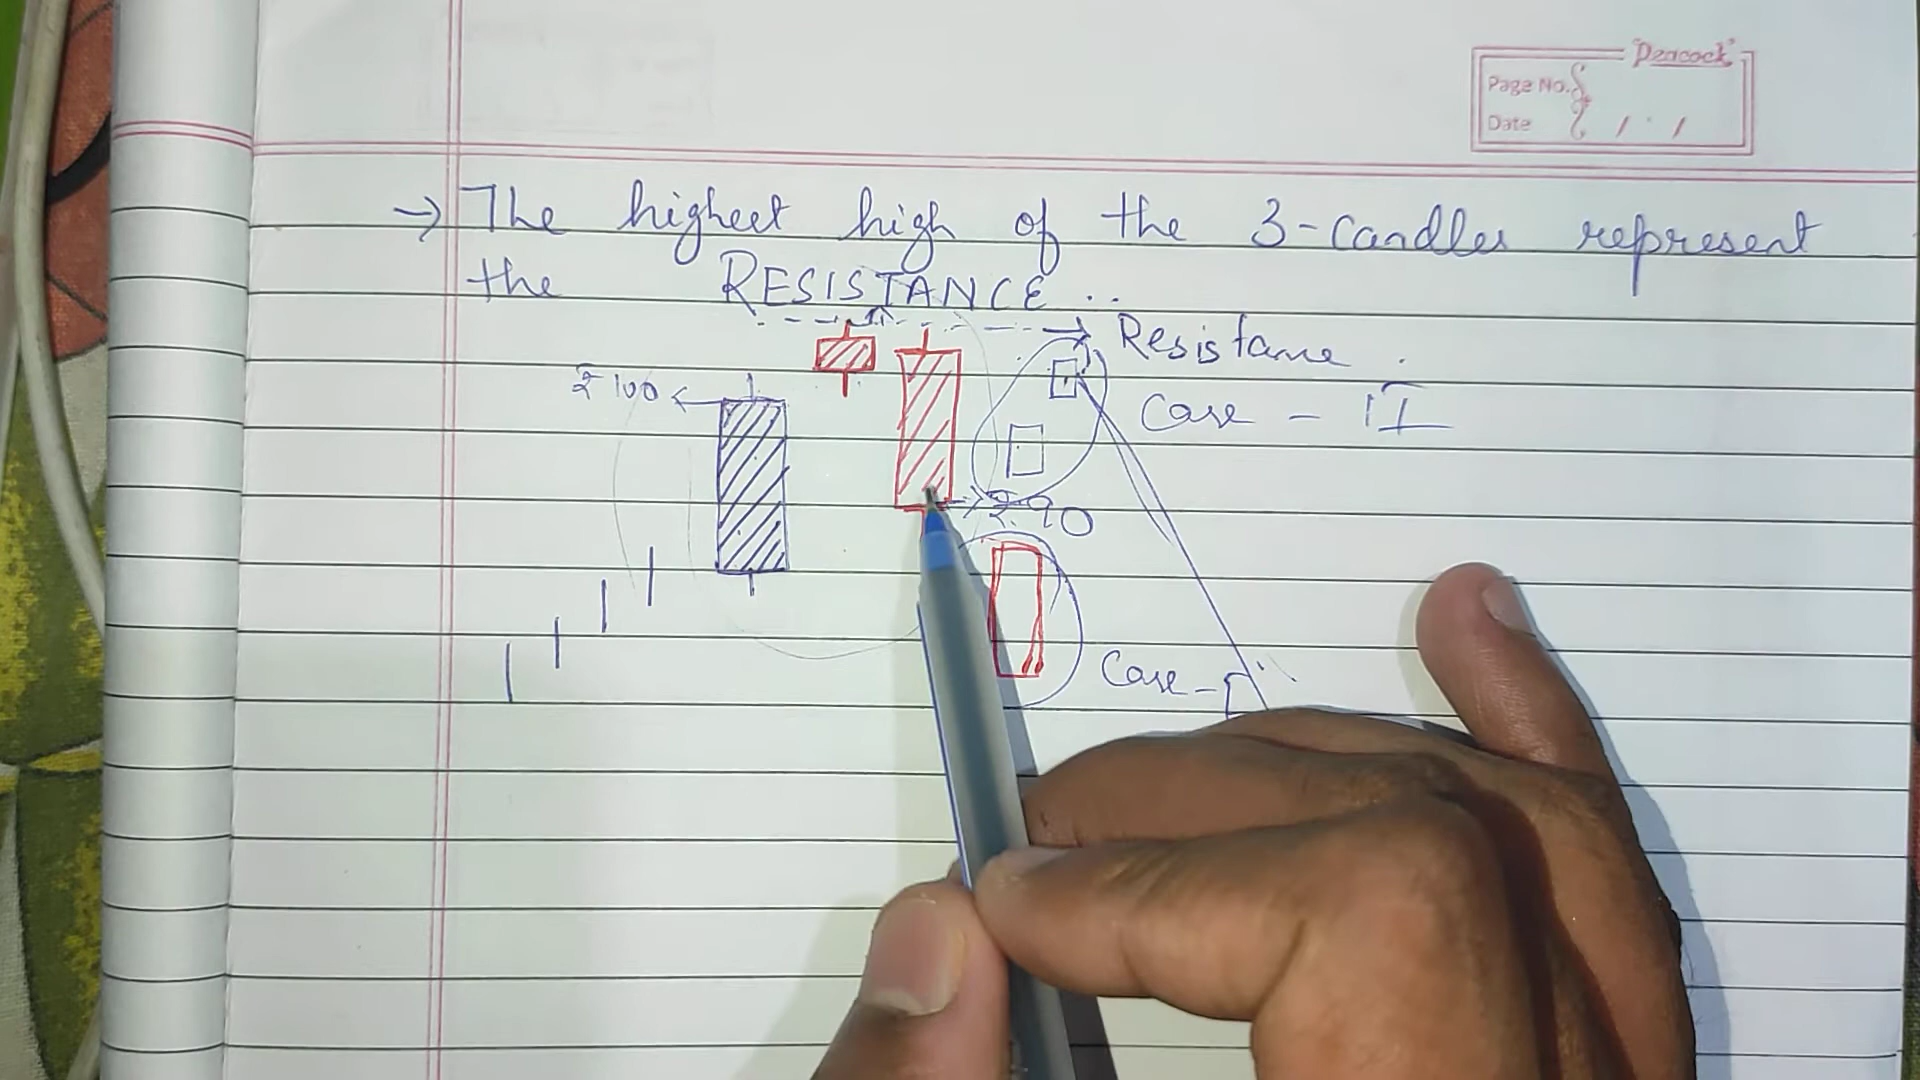 Peacock
Page No.
Date / /
→ The highest high of the 3-candles represent
the RESISTANCE..
→ Resistance.
₹100
Case - II
₹90
Case - I